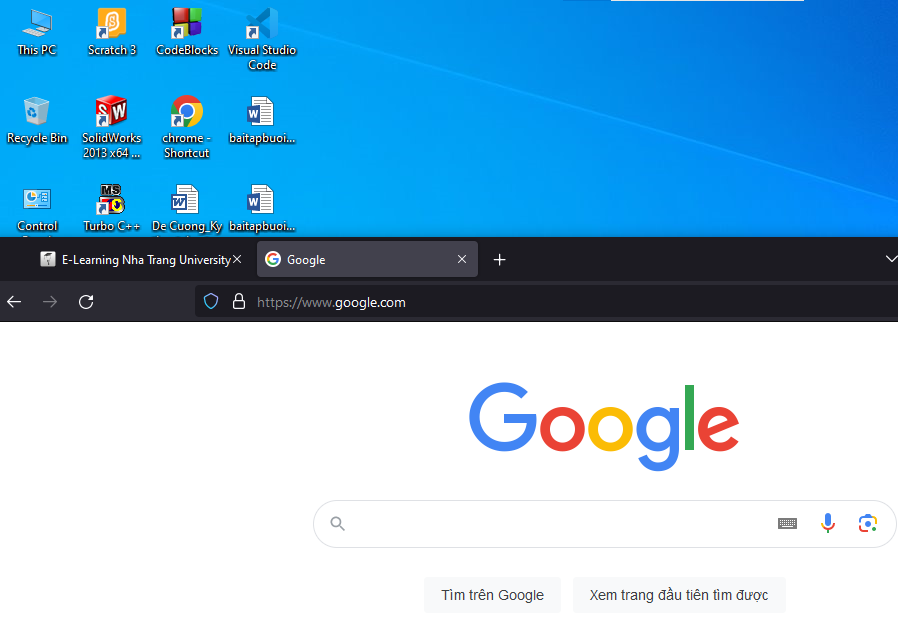 This PC
Scratch 3
CodeBlocks
Visual Studio
Code
Recycle Bin
SolidWorks
2013 x64 ...
chrome -
Shortcut
baitapbuoi...
Control
Turbo C++
De Cuong_Ky
baitapbuoi...
E-Learning Nha Trang University
Google
https://www.google.com
Google
Tìm trên Google
Xem trang đầu tiên tìm được